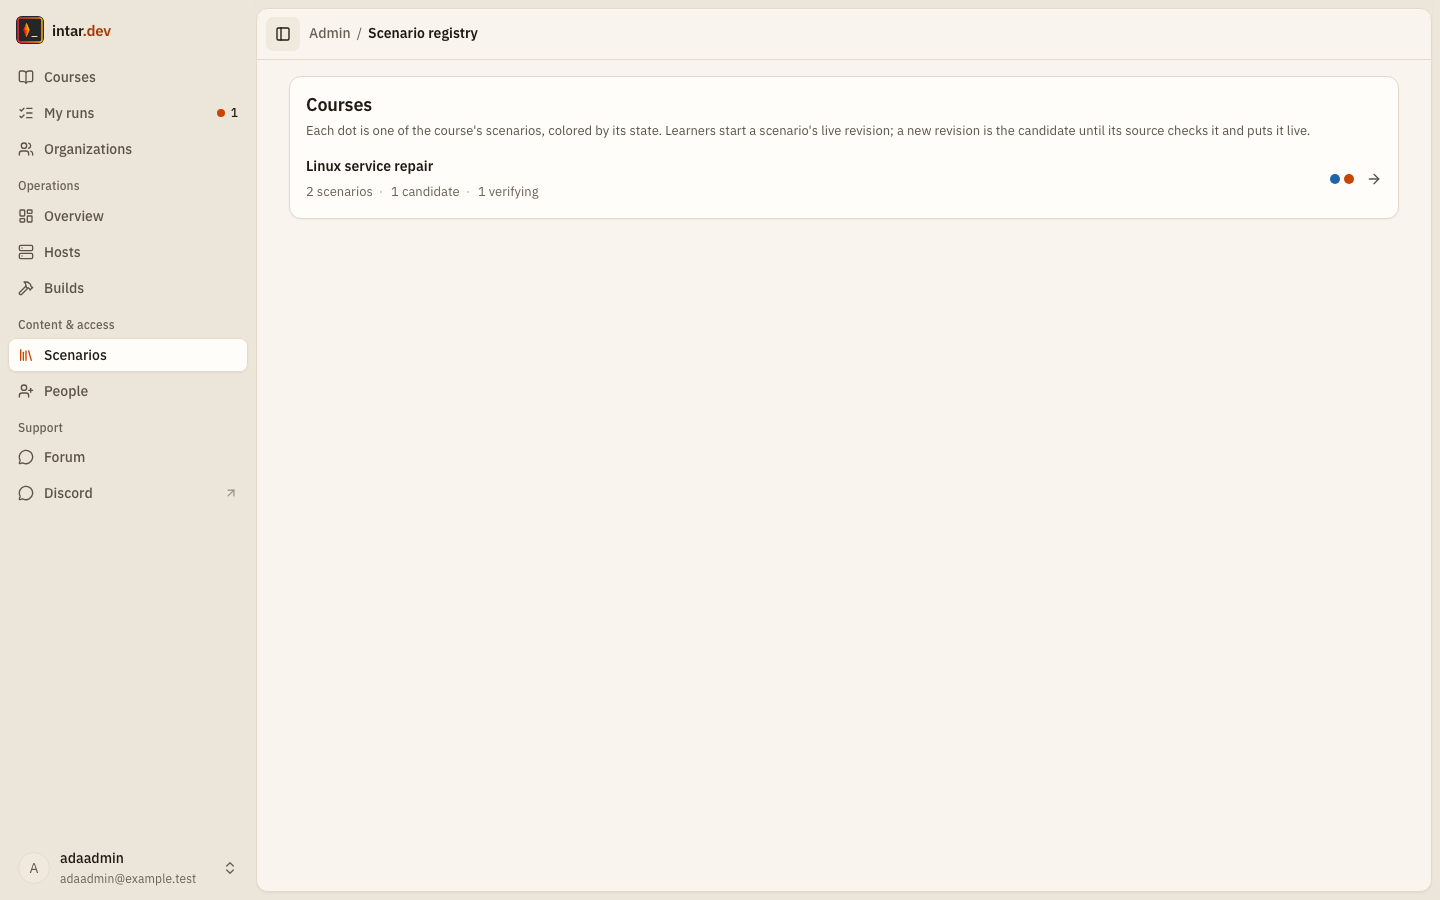 intar.dev
Courses
My runs 1
Organizations
Operations
Overview
Hosts
Builds
Content & access
Scenarios
People
Support
Forum
Discord
A
adaadmin
adaadmin@example.test
Admin / Scenario registry
Courses
Each dot is one of the course's scenarios, colored by its state. Learners start a scenario's live revision; a new revision is the candidate until its source checks it and puts it live.
Linux service repair
2 scenarios · 1 candidate · 1 verifying